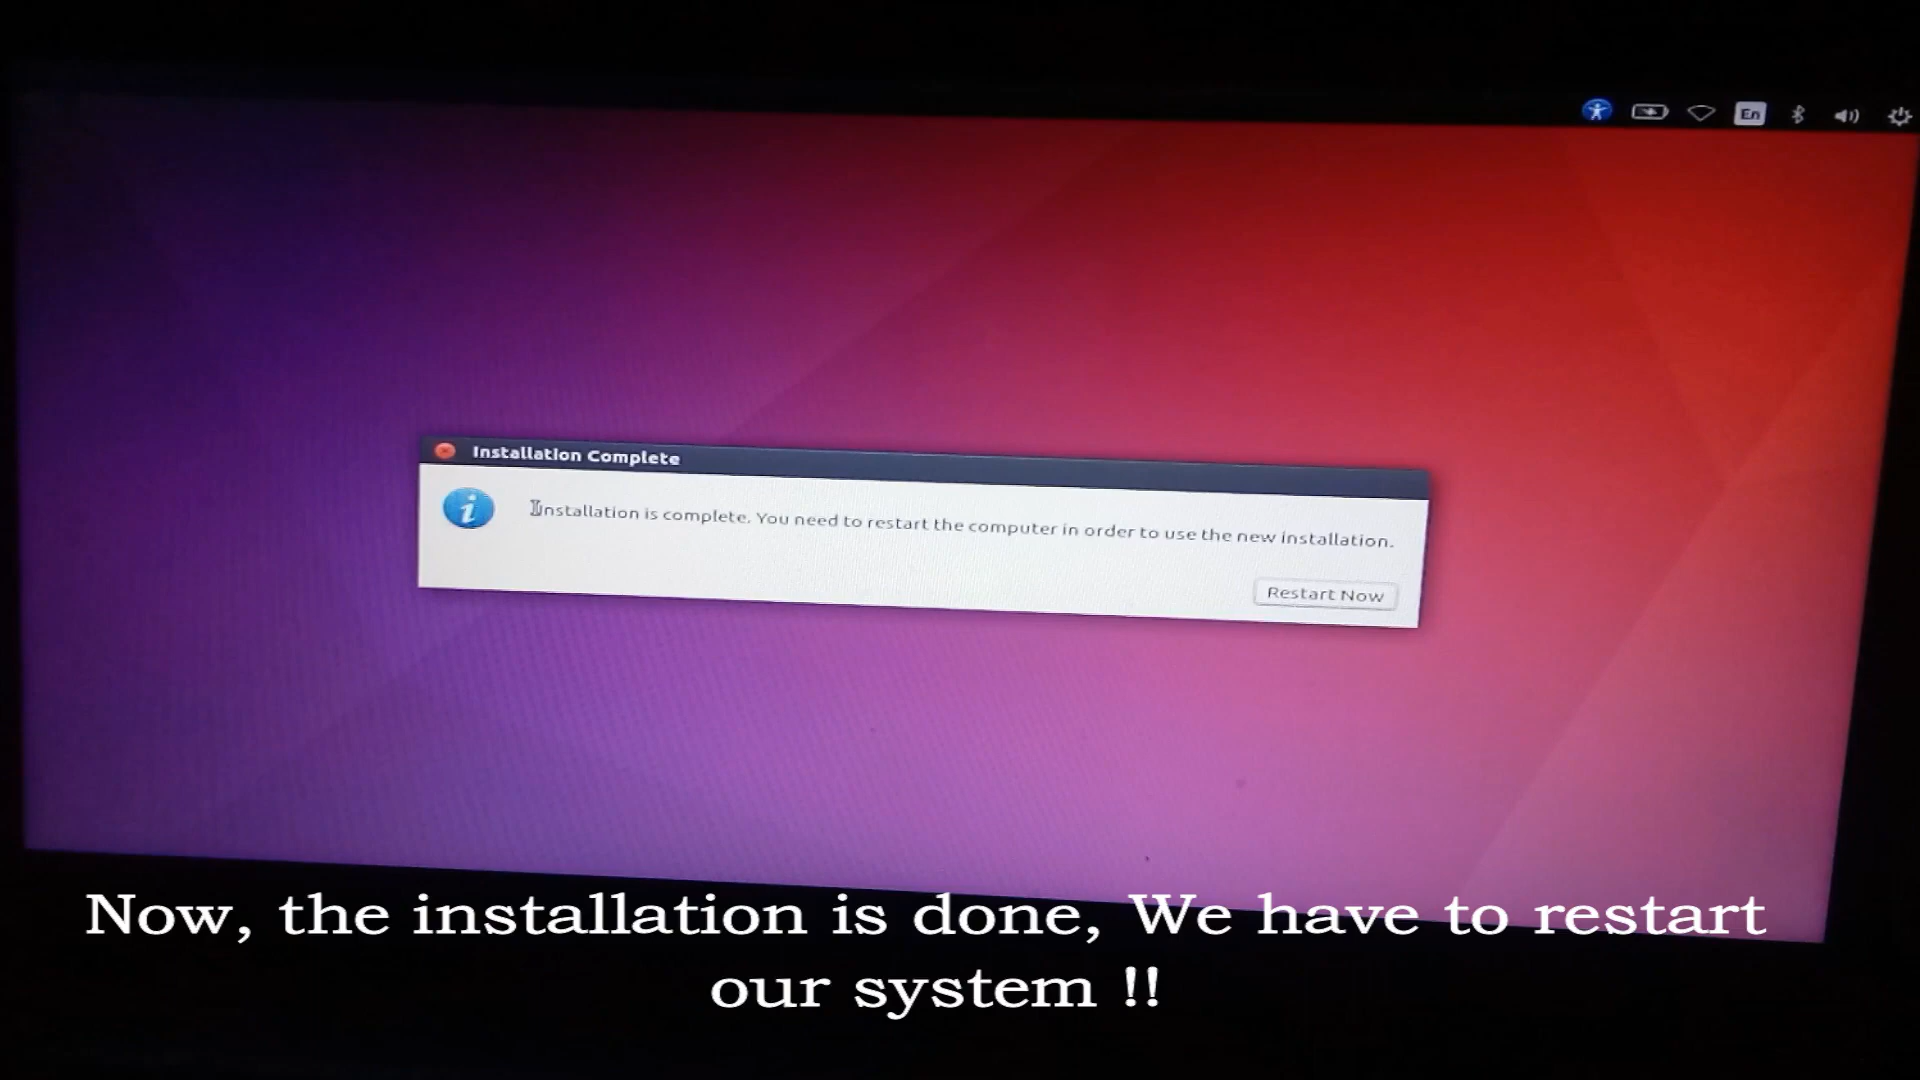 En
Installation Complete
Installation is complete. You need to restart the computer in order to use the new installation.
Restart Now
Now, the installation is done, We have to restart
our system !!